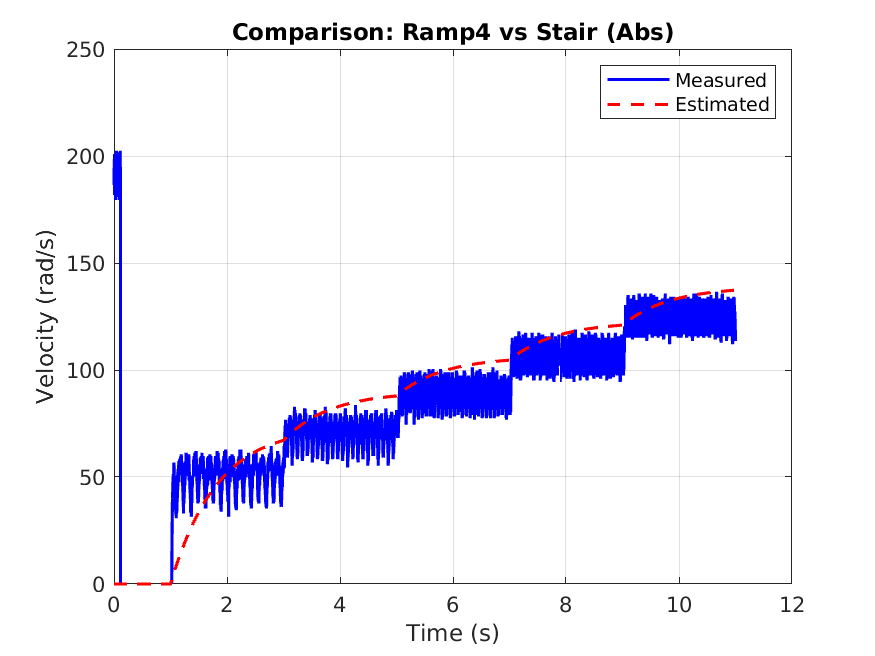 Comparison: Ramp4 vs Stair (Abs)
Measured
Estimated
Velocity (rad/s)
250
200
150
100
50
0
0 2 4 6 8 10 12
Time (s)